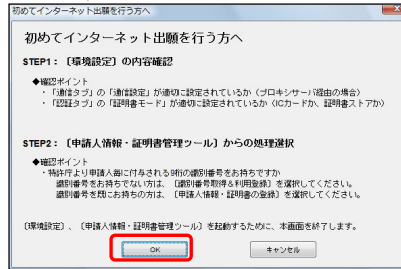 初めてインターネット出願を行う方へ
初めてインターネット出願を行う方へ
STEP1：〔環境設定〕の内容確認
◆確認ポイント
・「通信タブ」の「通信設定」が適切に設定されているか（プロキシサーバ経由の場合）
・「認証タブ」の「証明書モード」が適切に設定されているか（ICカードか、証明書ストアか）
STEP2：〔申請人情報・証明書管理ツール〕からの処理選択
◆確認ポイント
・特許庁より申請人毎に付与される9桁の識別番号をお持ちですか
識別番号をお持ちでない方は、〔識別番号取得&利用登録〕を選択してください。
識別番号を既にお持ちの方は、〔申請人情報・証明書の登録〕を選択してください。
〔環境設定〕、〔申請人情報・証明書管理ツール〕を起動するために、本画面を終了します。
OK
キャンセル